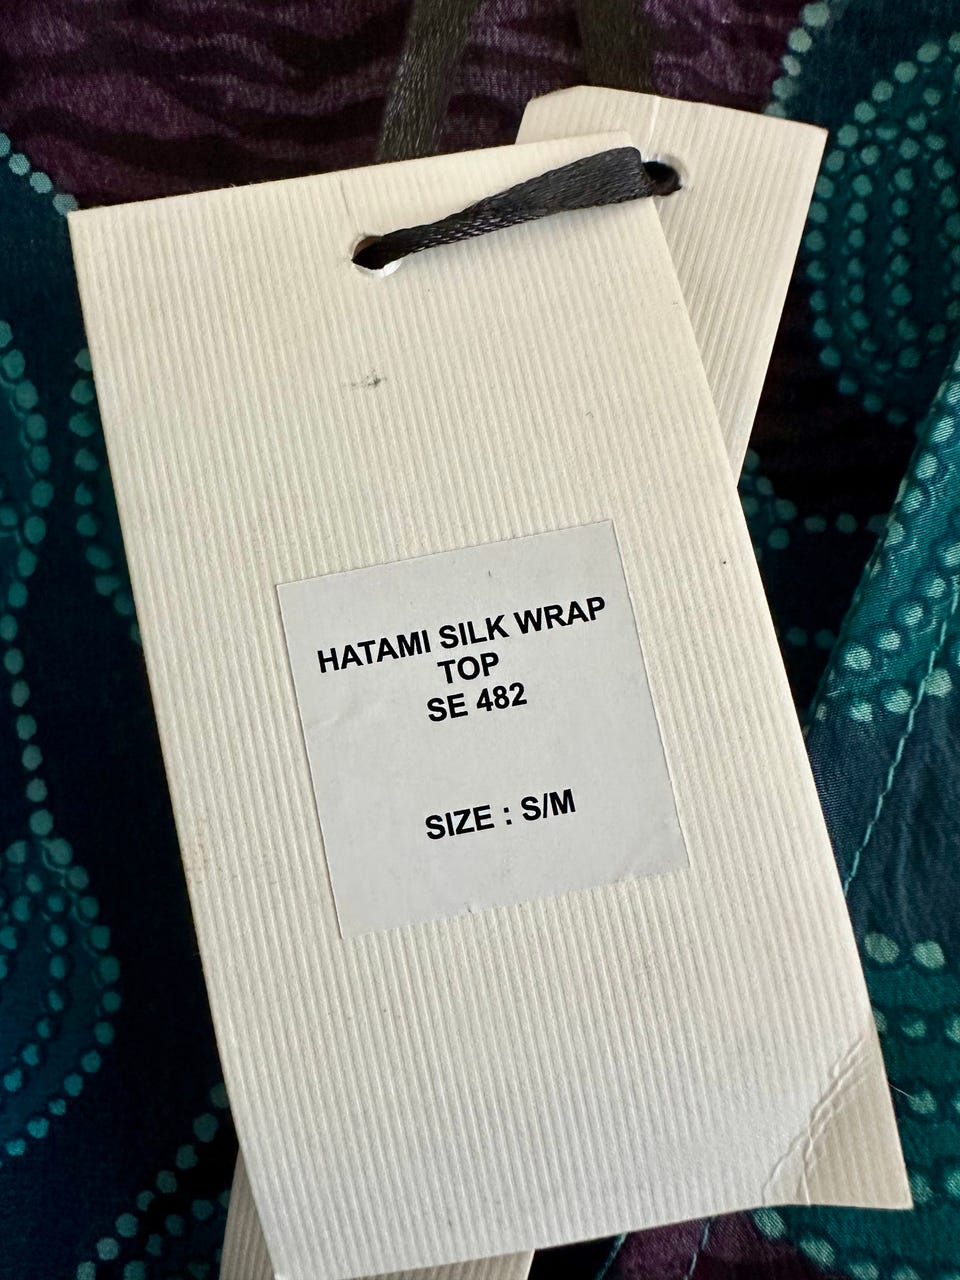 HATAMI SILK WRAP
TOP
SE 482
SIZE : S/M